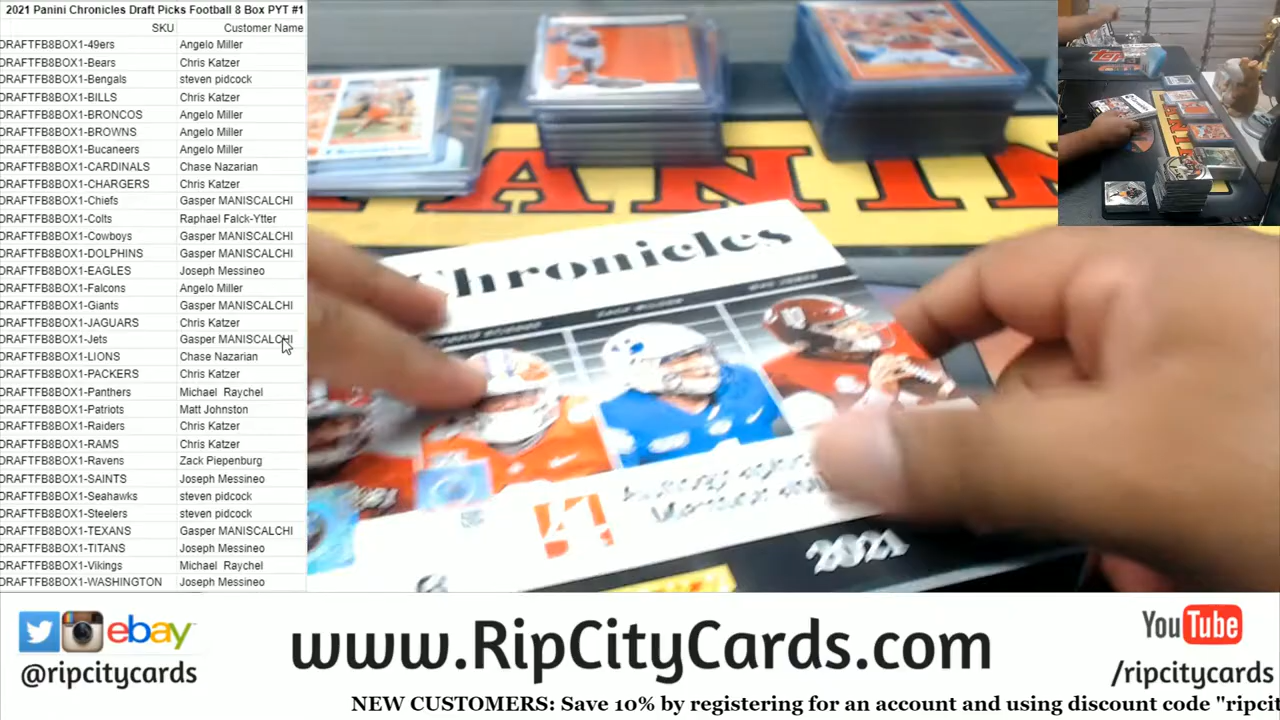 2021 Panini Chronicles Draft Picks Football 8 Box PYT #1
SKU Customer Name
DRAFTFB8BOX1-49ers Angelo Miller
DRAFTFB8BOX1-Bears Chris Katzer
DRAFTFB8BOX1-Bengals steven pidcock
DRAFTFB8BOX1-BILLS Chris Katzer
DRAFTFB8BOX1-BRONCOS Angelo Miller
DRAFTFB8BOX1-BROWNS Angelo Miller
DRAFTFB8BOX1-Bucaneers Angelo Miller
DRAFTFB8BOX1-CARDINALS Chase Nazarian
DRAFTFB8BOX1-CHARGERS Chris Katzer
DRAFTFB8BOX1-Chiefs Gasper MANISCALCHI
DRAFTFB8BOX1-Colts Raphael Falck-Ytter
DRAFTFB8BOX1-Cowboys Gasper MANISCALCHI
DRAFTFB8BOX1-DOLPHINS Gasper MANISCALCHI
DRAFTFB8BOX1-EAGLES Joseph Messineo
DRAFTFB8BOX1-Falcons Angelo Miller
DRAFTFB8BOX1-Giants Gasper MANISCALCHI
DRAFTFB8BOX1-JAGUARS Chris Katzer
DRAFTFB8BOX1-Jets Gasper MANISCALCHI
DRAFTFB8BOX1-LIONS Chase Nazarian
DRAFTFB8BOX1-PACKERS Chris Katzer
DRAFTFB8BOX1-Panthers Michael Raychel
DRAFTFB8BOX1-Patriots Matt Johnston
DRAFTFB8BOX1-Raiders Chris Katzer
DRAFTFB8BOX1-RAMS Chris Katzer
DRAFTFB8BOX1-Ravens Zack Piepenburg
DRAFTFB8BOX1-SAINTS Joseph Messineo
DRAFTFB8BOX1-Seahawks steven pidcock
DRAFTFB8BOX1-Steelers steven pidcock
DRAFTFB8BOX1-TEXANS Gasper MANISCALCHI
DRAFTFB8BOX1-TITANS Joseph Messineo
DRAFTFB8BOX1-Vikings Michael Raychel
DRAFTFB8BOX1-WASHINGTON Joseph Messineo
PANINI
Chronicles
2021
ebay
@ripcitycards
www.RipCityCards.com
YouTube
/ripcitycards
NEW CUSTOMERS: Save 10% by registering for an account and using discount code "ripcit